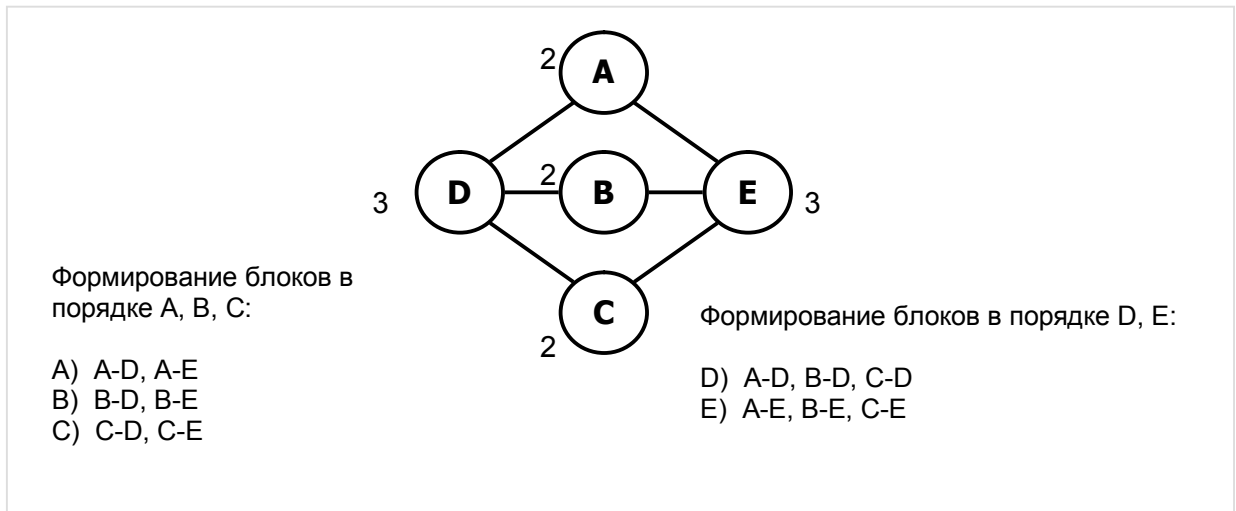 2
A
D
2
B
E
3
3
C
2
Формирование блоков в
порядке A, B, C:
A) A-D, A-E
B) B-D, B-E
C) C-D, C-E
Формирование блоков в порядке D, E:
D) A-D, B-D, C-D
E) A-E, B-E, C-E